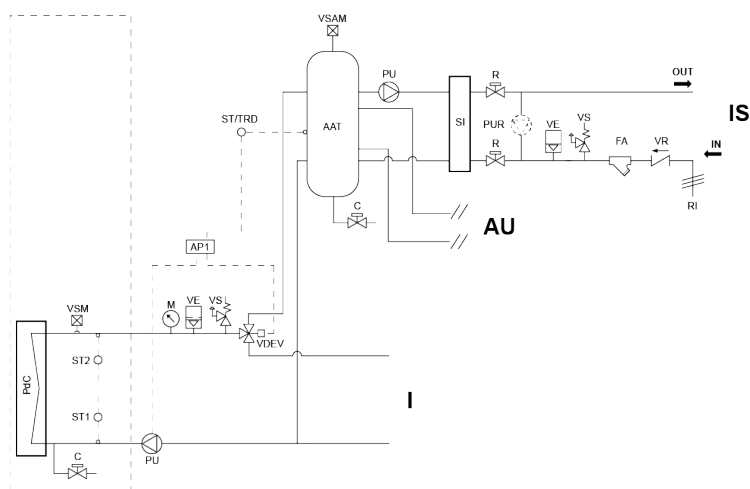 VSAM
PU
R
OUT
IS
ST/TRD
AAT
SI
PUR
VE
VS
FA
VR
IN
R
RI
C
AU
AP1
VSM
M
VE
VS
VDEV
PdC
ST2
I
ST1
C
PU